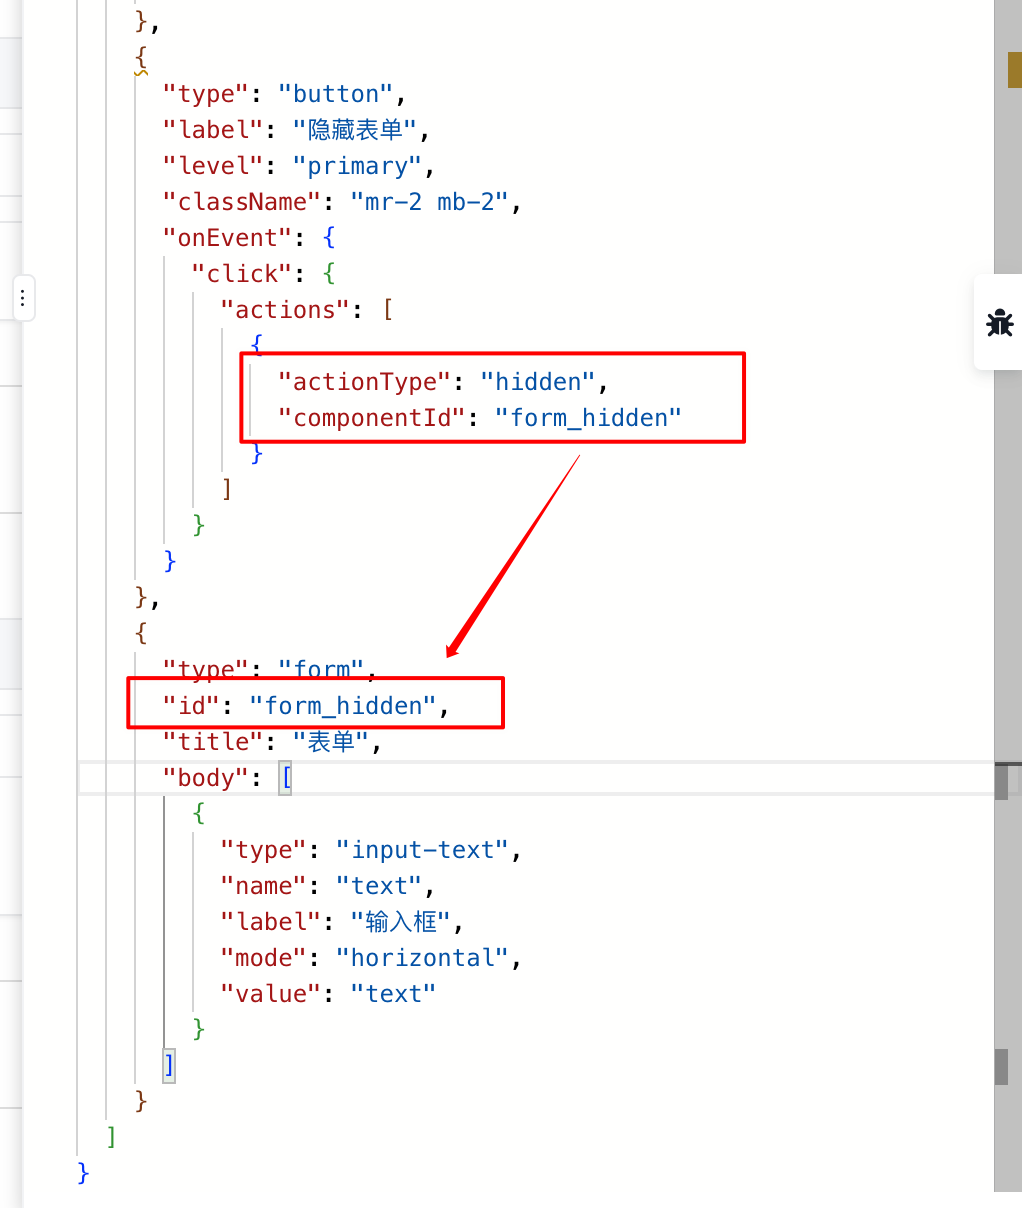 },
{
"type": "button",
"label": "隐藏表单",
"level": "primary",
"className": "mr-2 mb-2",
"onEvent": {
"click": {
"actions": [
{
"actionType": "hidden",
"componentId": "form_hidden"
}
]
}
}
},
{
"type": "form",
"id": "form_hidden",
"title": "表单",
"body": [
{
"type": "input-text",
"name": "text",
"label": "输入框",
"mode": "horizontal",
"value": "text"
}
]
}
]
}